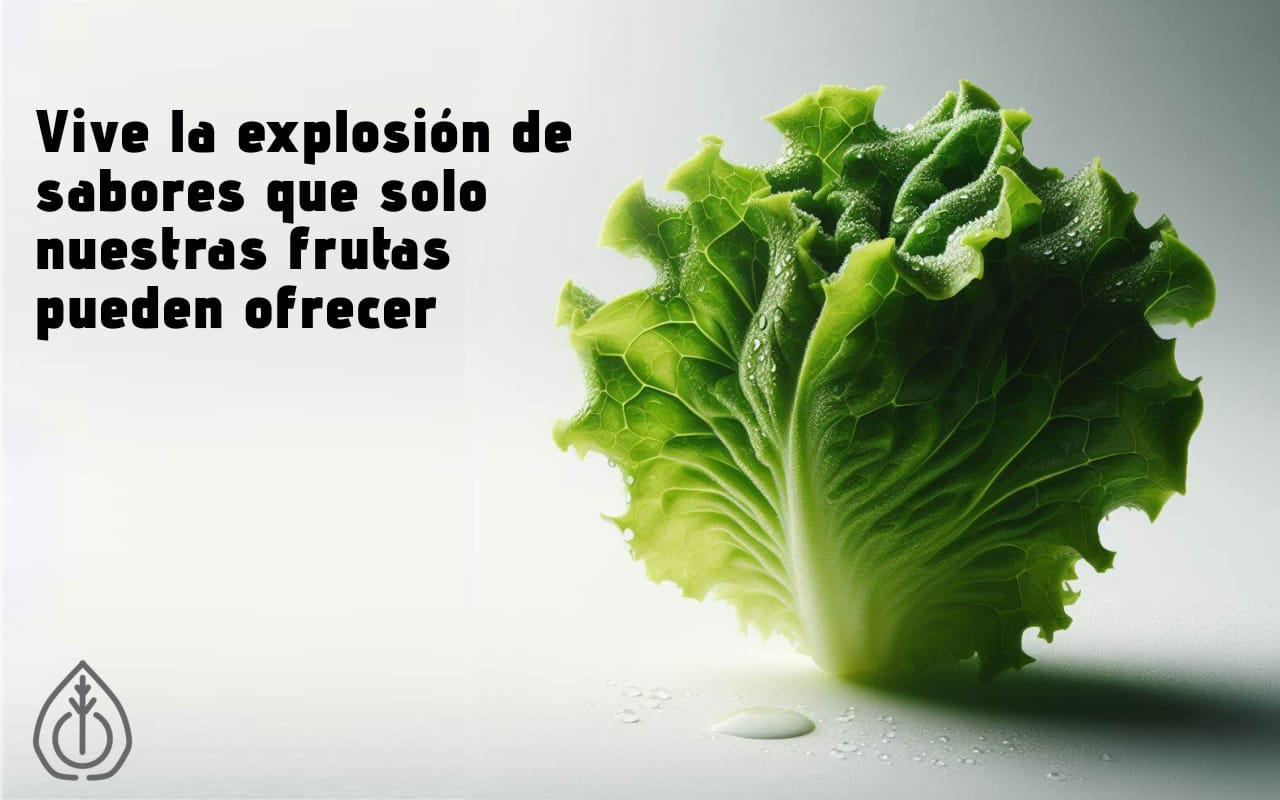 Vive la explosión de
sabores que solo
nuestras frutas
pueden ofrecer